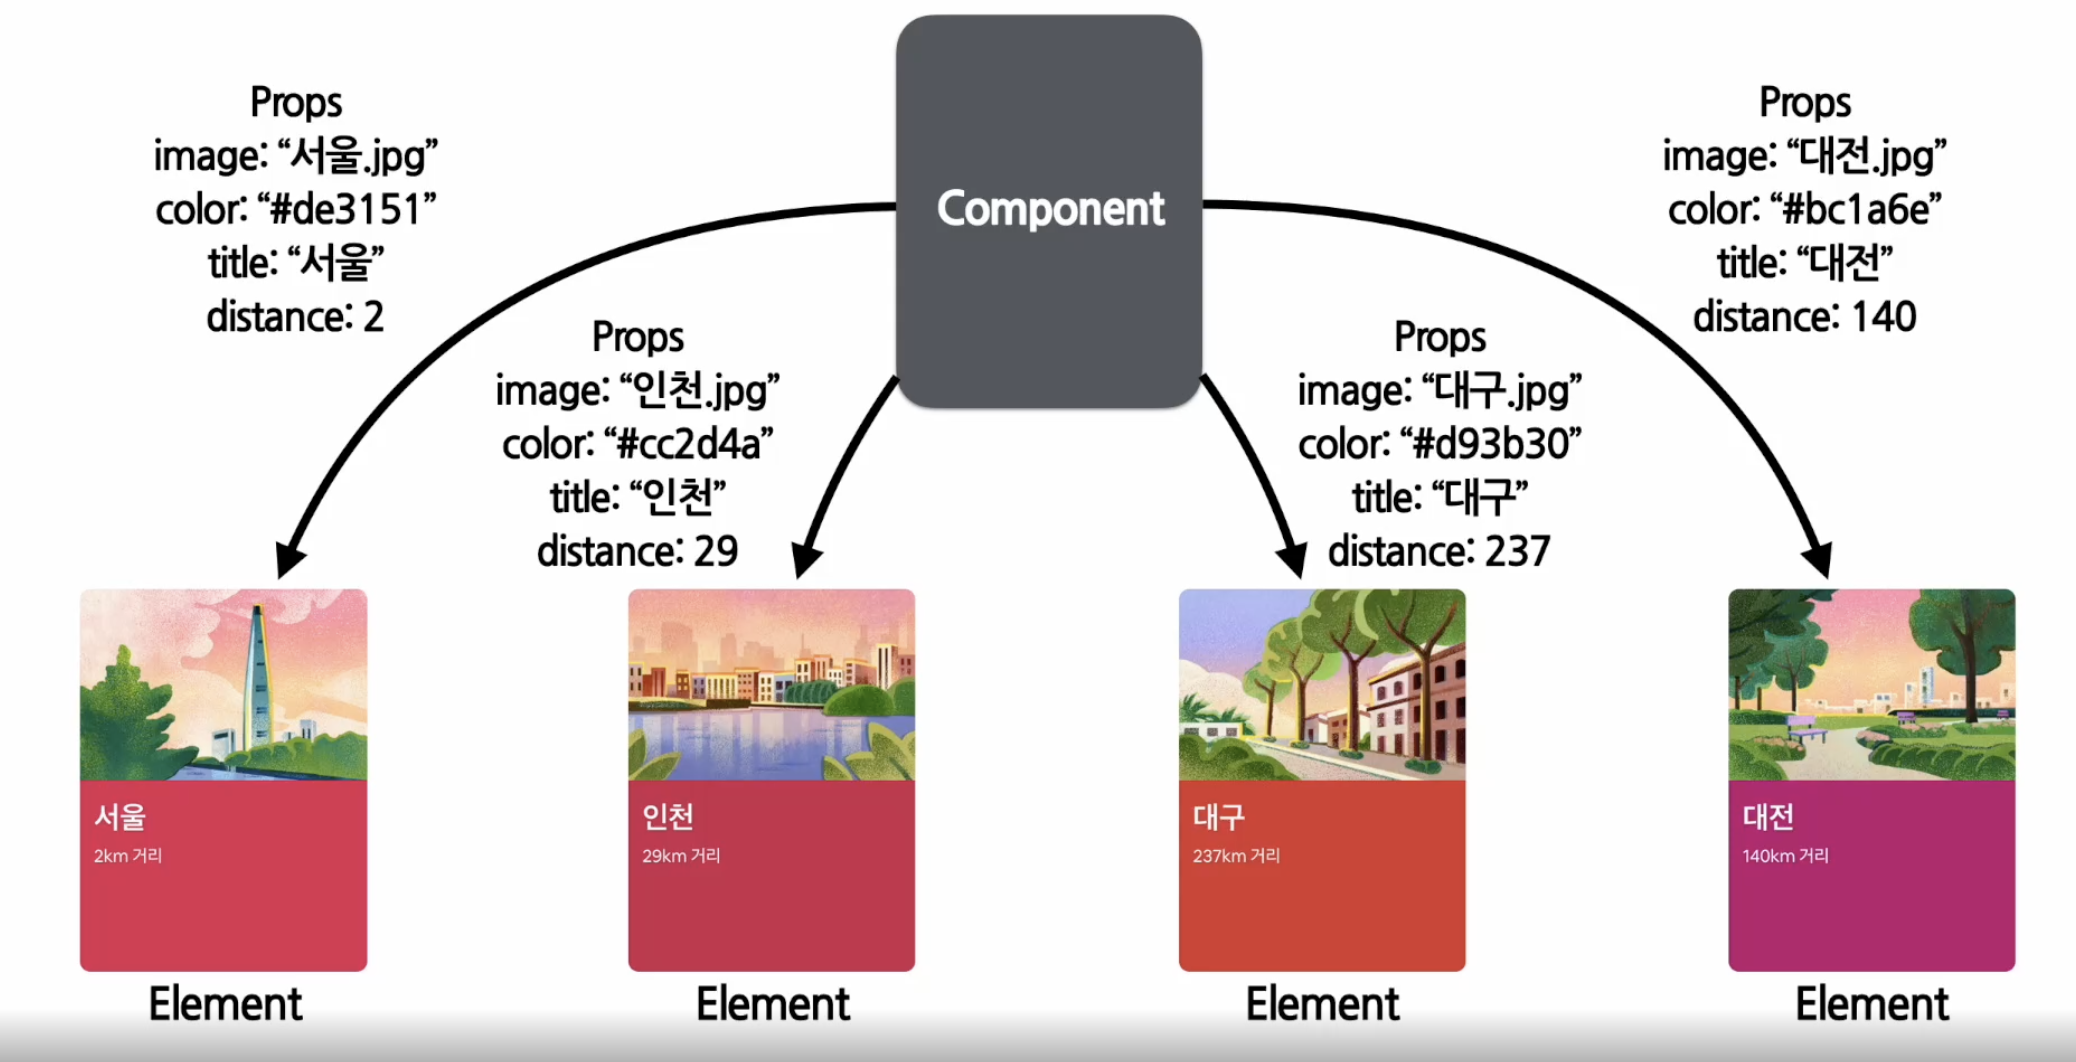 Component
Props
image: “서울.jpg”
color: “#de3151”
title: “서울”
distance: 2
Props
image: “인천.jpg”
color: “#cc2d4a”
title: “인천”
distance: 29
Props
image: “대구.jpg”
color: “#d93b30”
title: “대구”
distance: 237
Props
image: “대전.jpg”
color: “#bc1a6e”
title: “대전”
distance: 140
서울
2km 거리
Element
인천
29km 거리
Element
대구
237km 거리
Element
대전
140km 거리
Element